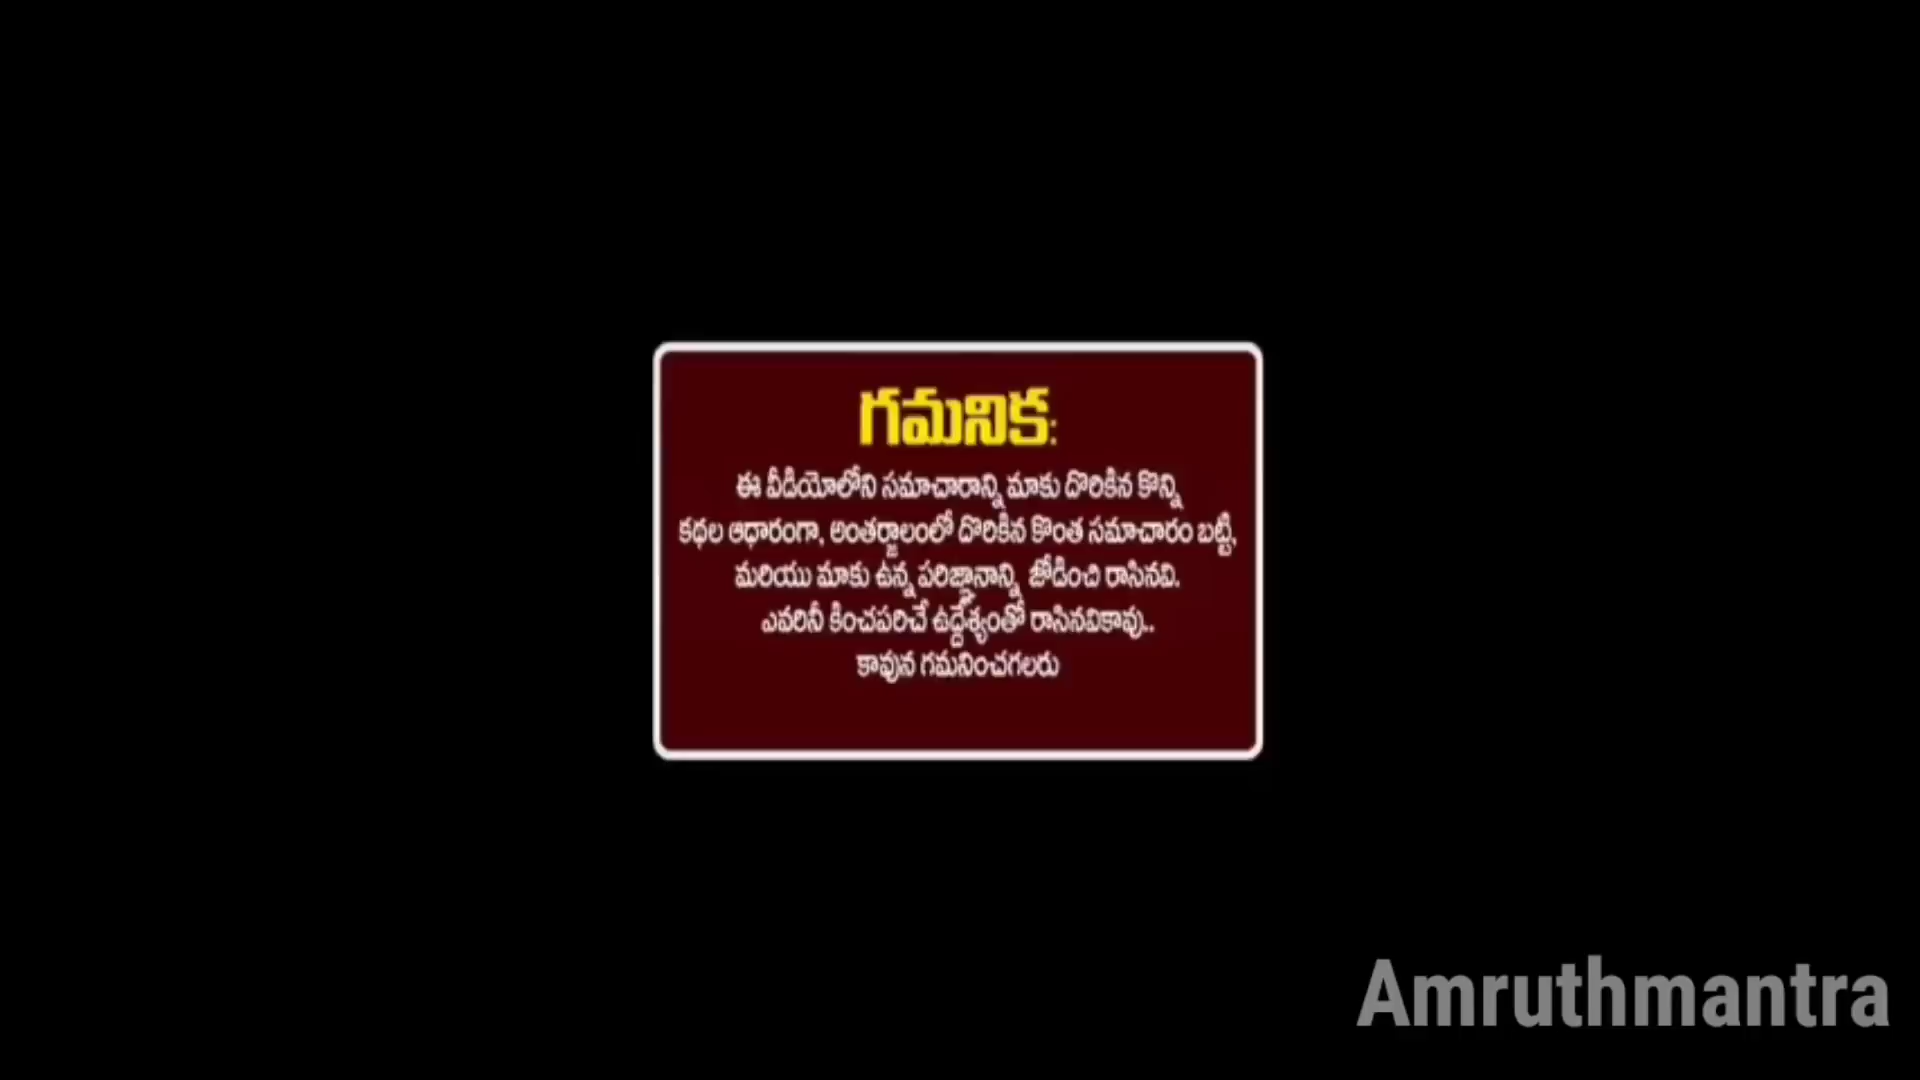 గమనిక:
ఈ వీడియోలోని సమాచారాన్ని మాకు దొరికిన కొన్ని
కథల ఆధారంగా, అంతర్జాలంలో దొరికిన కొంత సమాచారం బట్టి,
మరియు మాకు ఉన్న పరిజ్ఞానాన్ని జోడించి రాసినవి.
ఎవరినీ కించపరిచే ఉద్దేశ్యంతో రాసినవికావు..
కావున గమనించగలరు
Amruthmantra